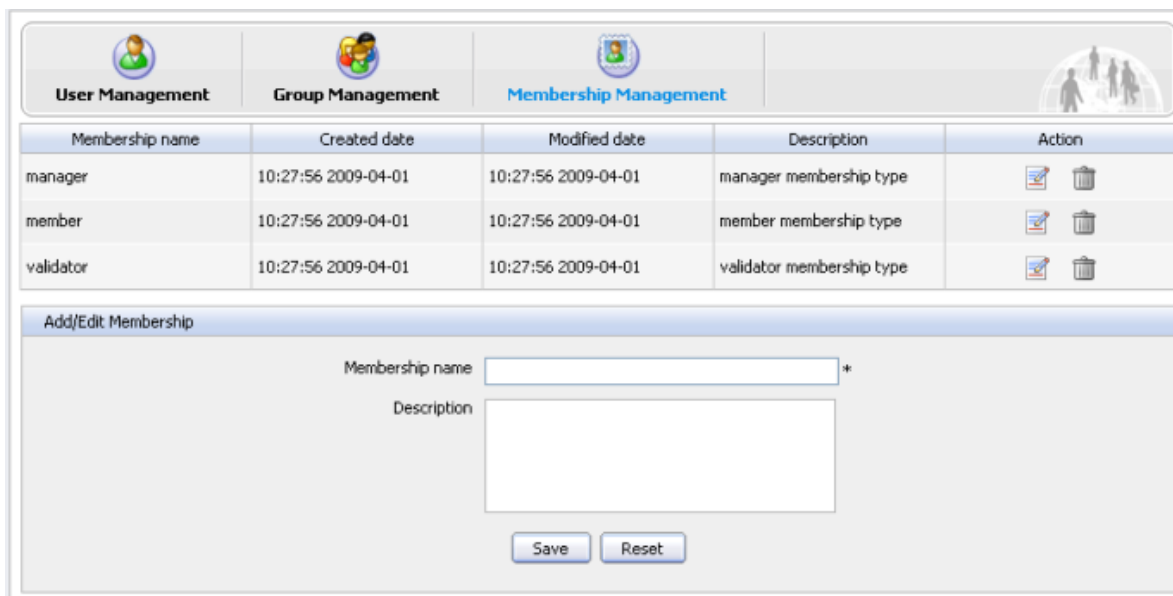 User Management Group Management Membership Management
Membership name Created date Modified date Description Action
manager 10:27:56 2009-04-01 10:27:56 2009-04-01 manager membership type
member 10:27:56 2009-04-01 10:27:56 2009-04-01 member membership type
validator 10:27:56 2009-04-01 10:27:56 2009-04-01 validator membership type
Add/Edit Membership
Membership name *
Description
Save Reset